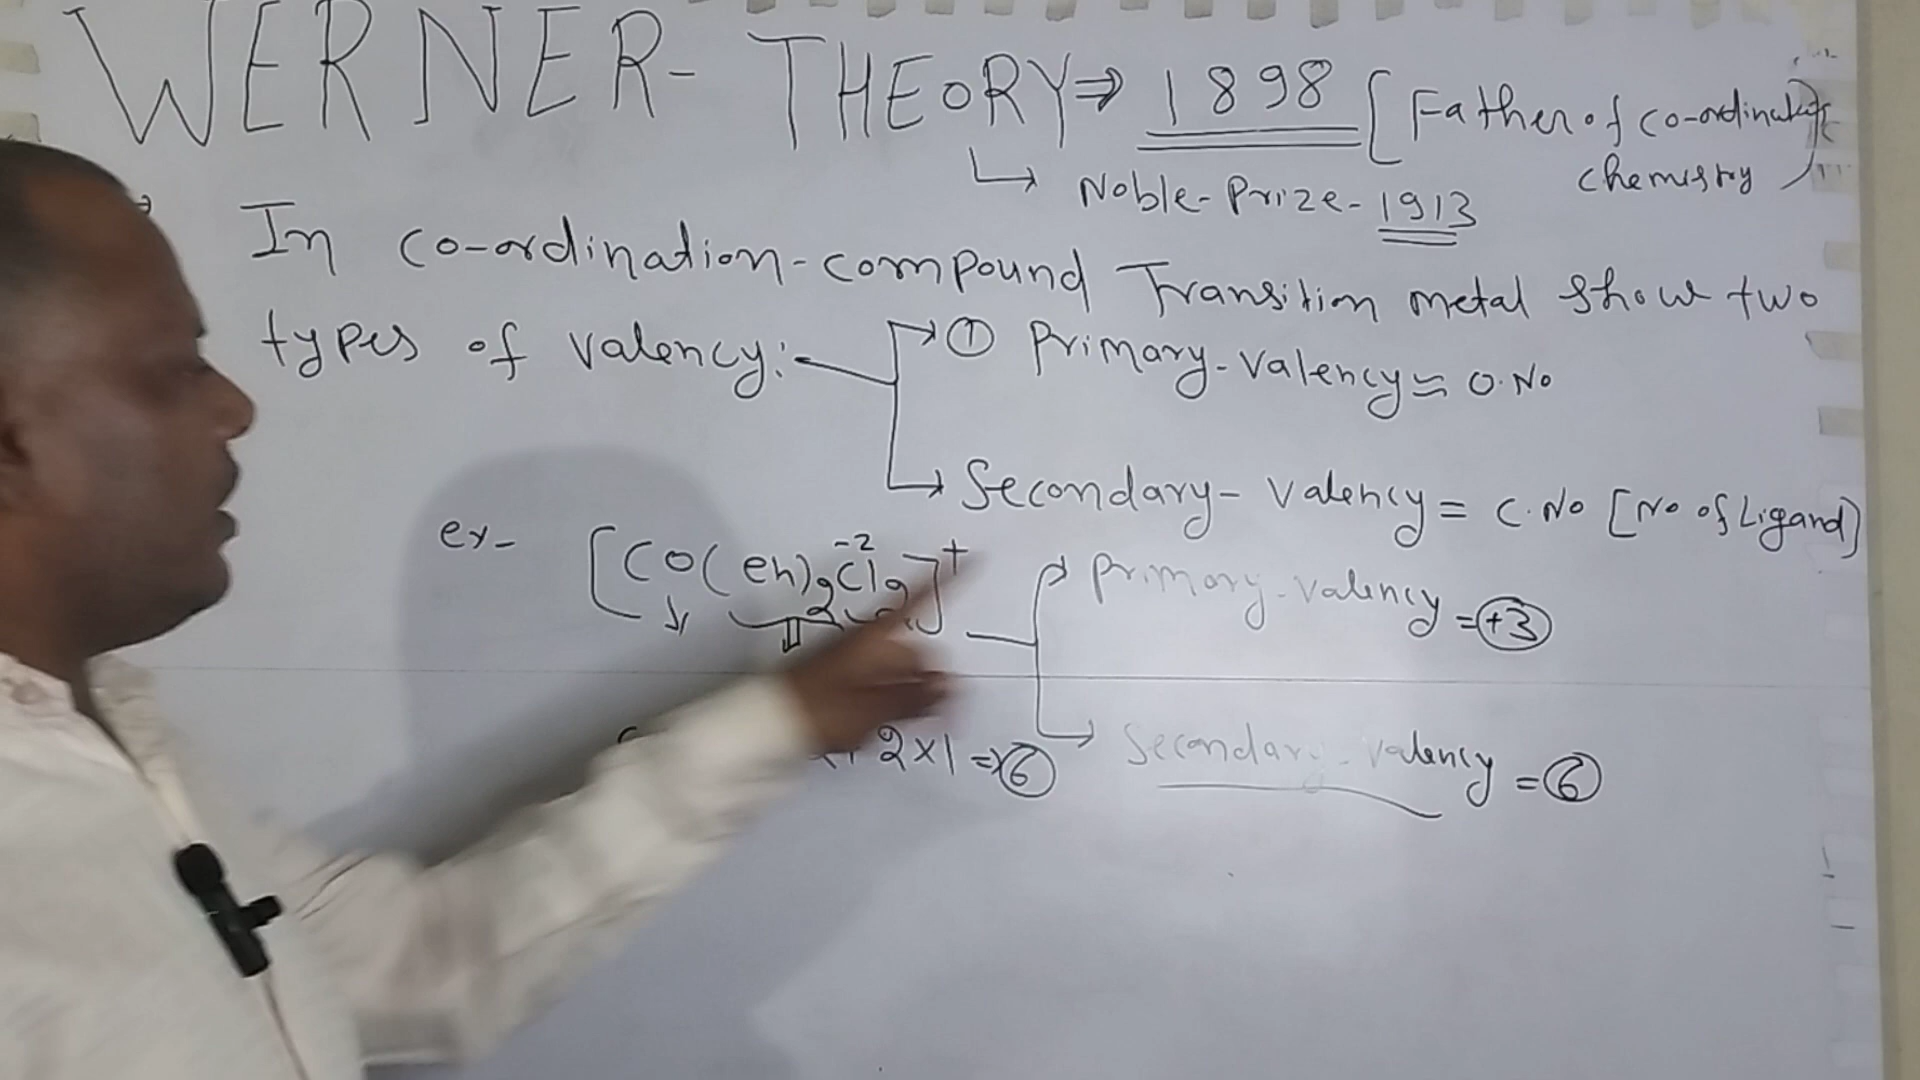 WERNER- THEORY⇒ 1898 [Father of co-ordinate
chemistry)
↳ Noble-Prize-1913
In co-ordination-compound Transition metal show two
types of valency:- → ① Primary-valency ≈ O.No
→ Secondary- valency = C.No [No of Ligand]
ex- [Co(en)2Cl2]+ -2
Primary-valency =+3
2×1 ⇒6
Secondary-valency =6